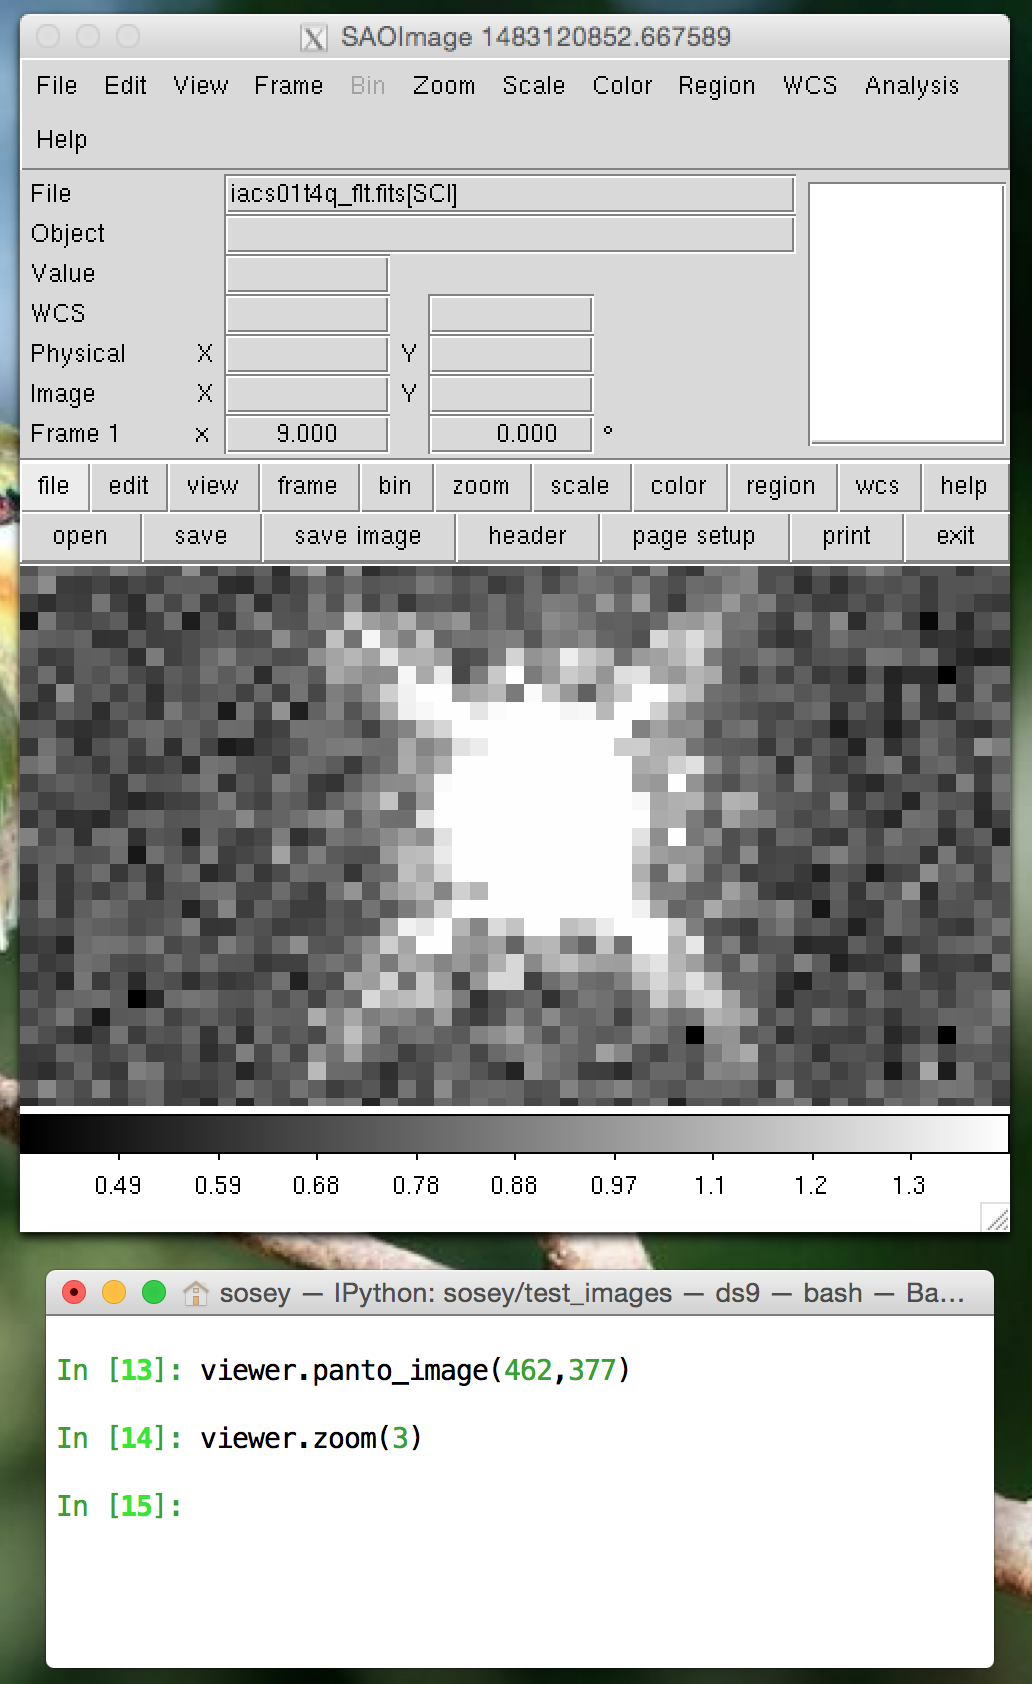 SAOImage 1483120852.667589
File Edit View Frame Bin Zoom Scale Color Region WCS Analysis
Help
File iacs01t4q_flt.fits[SCI]
Object
Value
WCS
Physical X Y
Image X Y
Frame 1 x 9.000 0.000 °
file edit view frame bin zoom scale color region wcs help
open save save image header page setup print exit
0.49 0.59 0.68 0.78 0.88 0.97 1.1 1.2 1.3
sosey — IPython: sosey/test_images — ds9 — bash — Ba…
In [13]: viewer.panto_image(462,377)
In [14]: viewer.zoom(3)
In [15]: